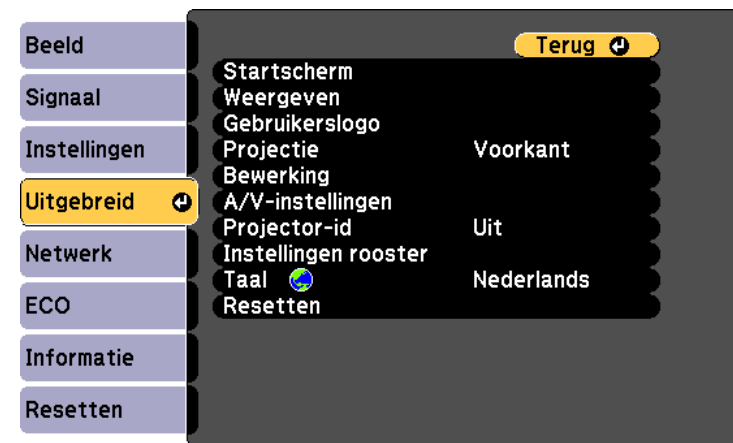 Beeld
Signaal
Instellingen
Uitgebreid
Netwerk
ECO
Informatie
Resetten
Terug
Startscherm
Weergeven
Gebruikerslogo
Projectie Voorkant
Bewerking
A/V-instellingen
Projector-id Uit
Instellingen rooster
Taal Nederlands
Resetten